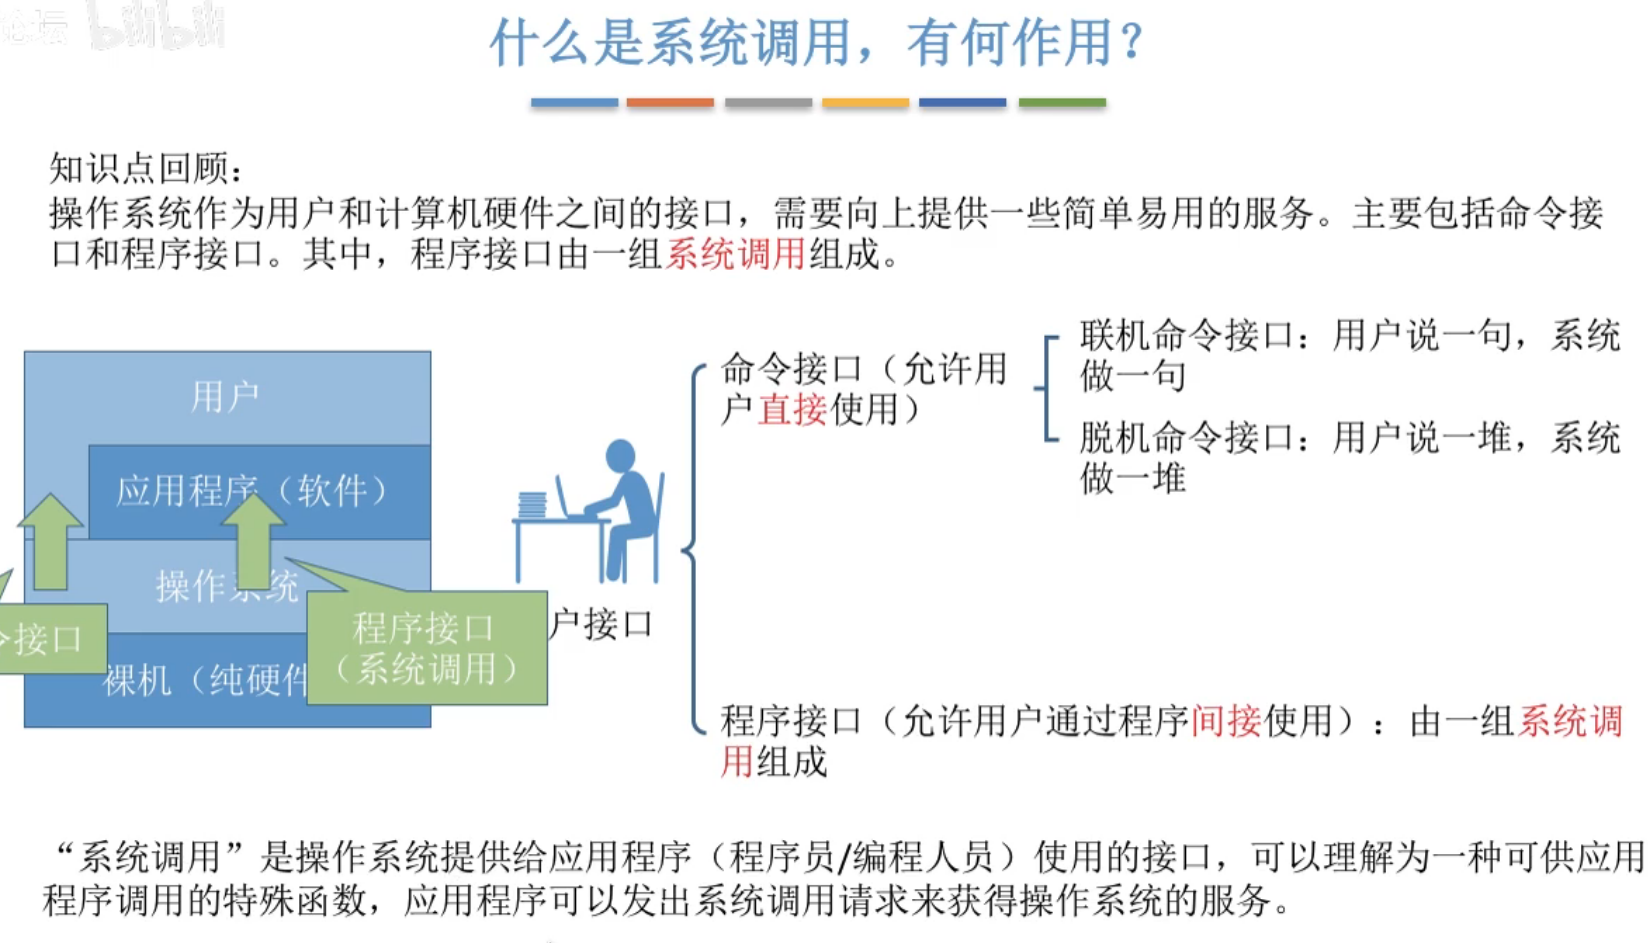 论坛 bilibili
什么是系统调用，有何作用？
知识点回顾：
操作系统作为用户和计算机硬件之间的接口，需要向上提供一些简单易用的服务。主要包括命令接
口和程序接口。其中，程序接口由一组系统调用组成。
用户
应用程序（软件）
操作系统
令接口
裸机（纯硬件
程序接口
（系统调用）
户接口
命令接口（允许用
户直接使用）
联机命令接口：用户说一句，系统
做一句
脱机命令接口：用户说一堆，系统
做一堆
程序接口（允许用户通过程序间接使用）：由一组系统调
用组成
“系统调用”是操作系统提供给应用程序（程序员/编程人员）使用的接口，可以理解为一种可供应用
程序调用的特殊函数，应用程序可以发出系统调用请求来获得操作系统的服务。